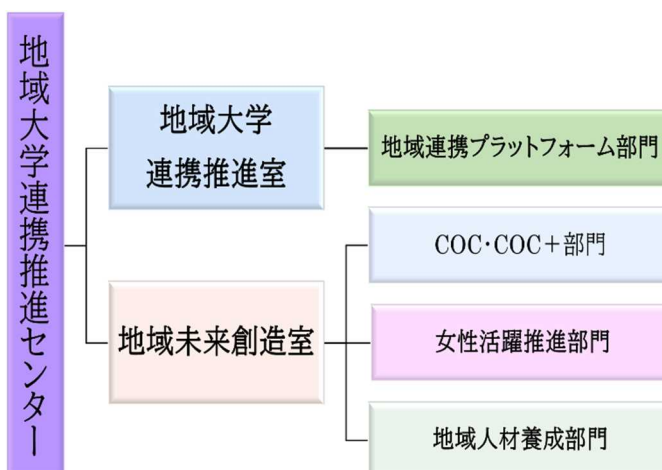 地域大学連携推進センター
地域大学
連携推進室
地域連携プラットフォーム部門
地域未来創造室
COC・COC＋部門
女性活躍推進部門
地域人材養成部門